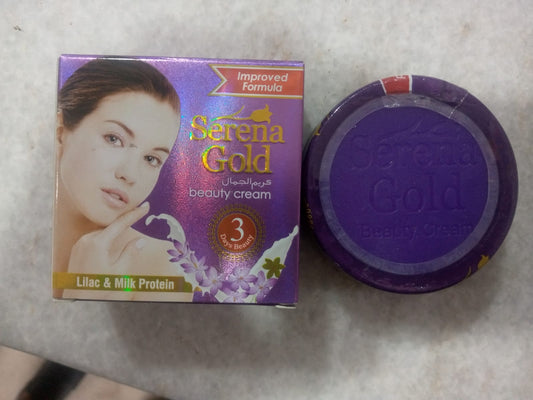 Improved
Formula
Serena
Gold
كريم الجمال
beauty cream
3
Days Beauty
Lilac & Milk Protein
Serena
Gold
Beauty Cream